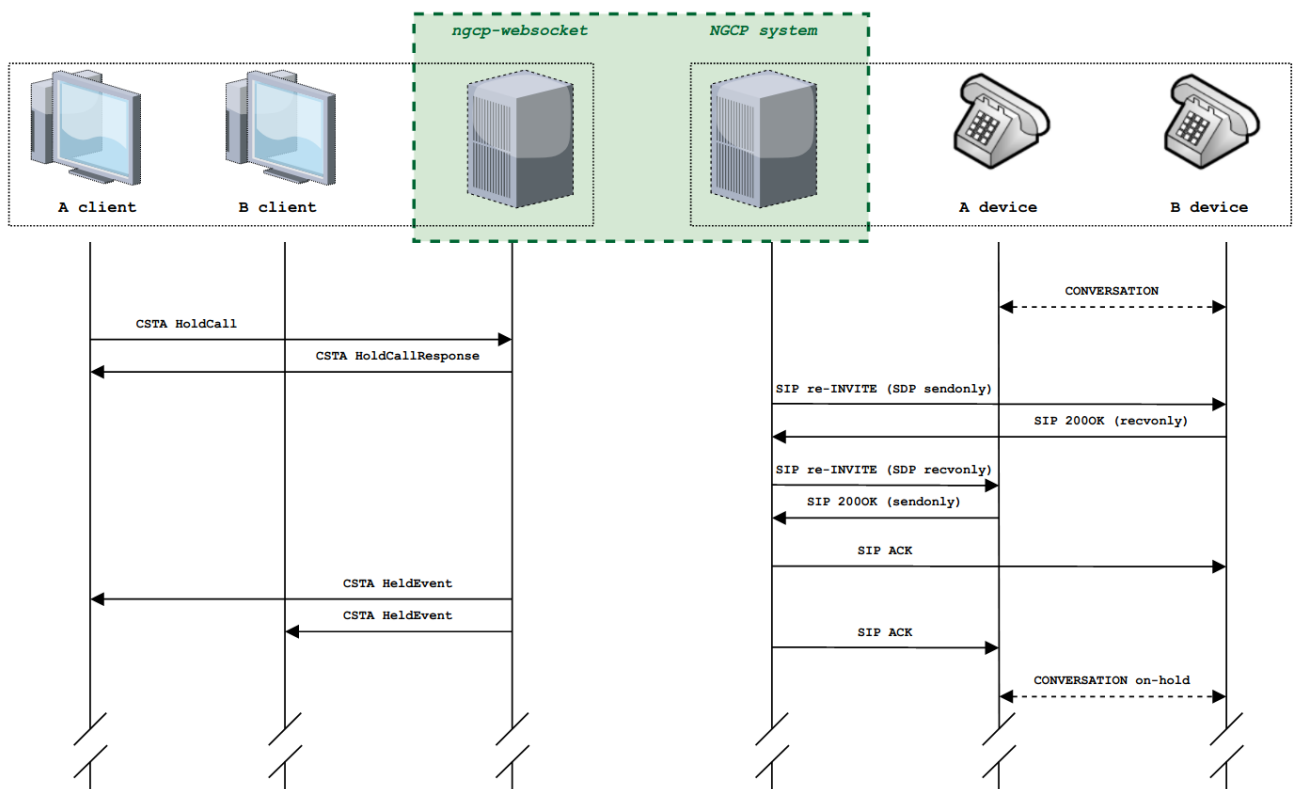 ngcp-websocket
NGCP system
A client
B client
A device
B device
CONVERSATION
CSTA HoldCall
CSTA HoldCallResponse
SIP re-INVITE (SDP sendonly)
SIP 200OK (recvonly)
SIP re-INVITE (SDP recvonly)
SIP 200OK (sendonly)
SIP ACK
CSTA HeldEvent
CSTA HeldEvent
SIP ACK
CONVERSATION on-hold